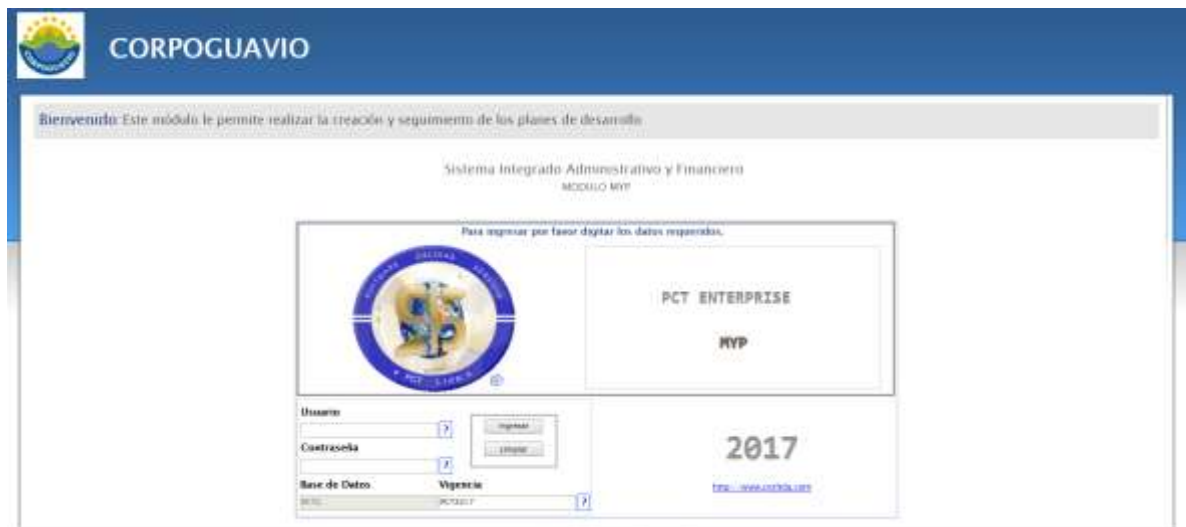 CORPOGUAVIO
Bienvenido: Este módulo le permite realizar la creación y seguimiento de los planes de desarrollo
Sistema Integrado Administrativo y Financiero
MODULO MYP
Para ingresar por favor digitar los datos requeridos.
PCT ENTERPRISE
MYP
Usuario
?
Ingresar
Contraseña
Limpiar
?
2017
Base de Datos Vigencia
?